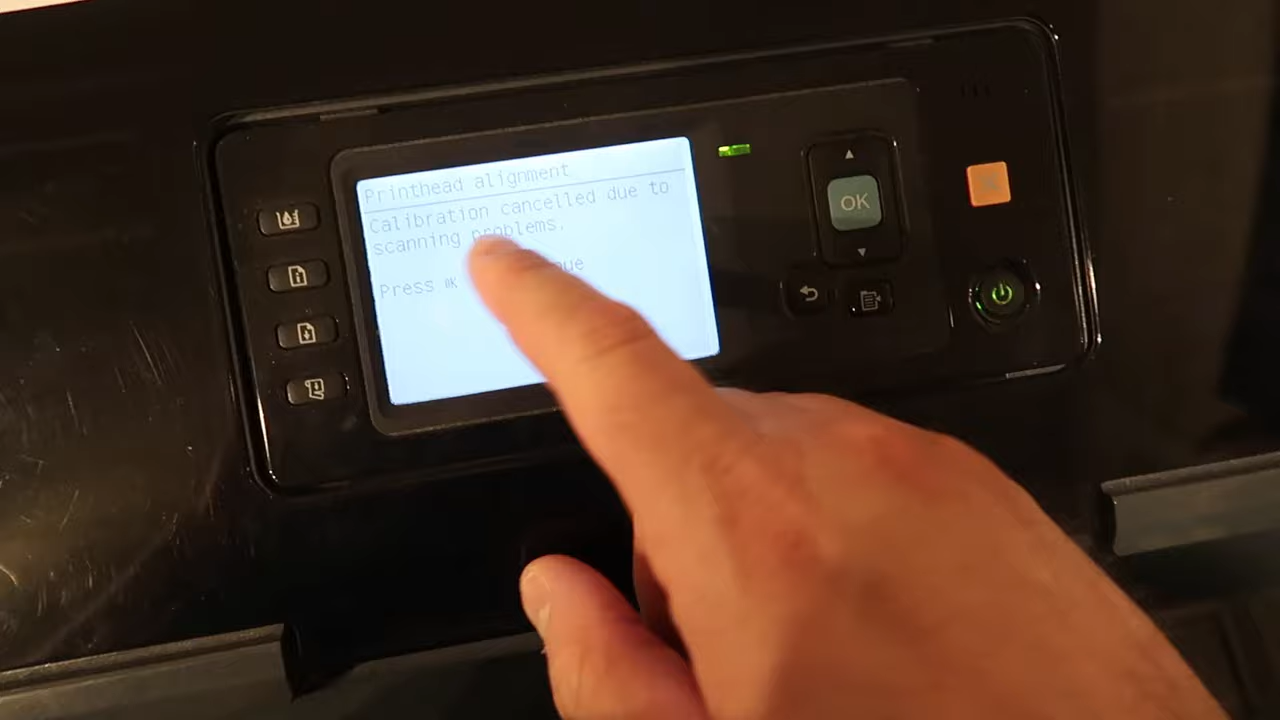 Printhead alignment
Calibration cancelled due to
scanning problems.
Press OK
OK